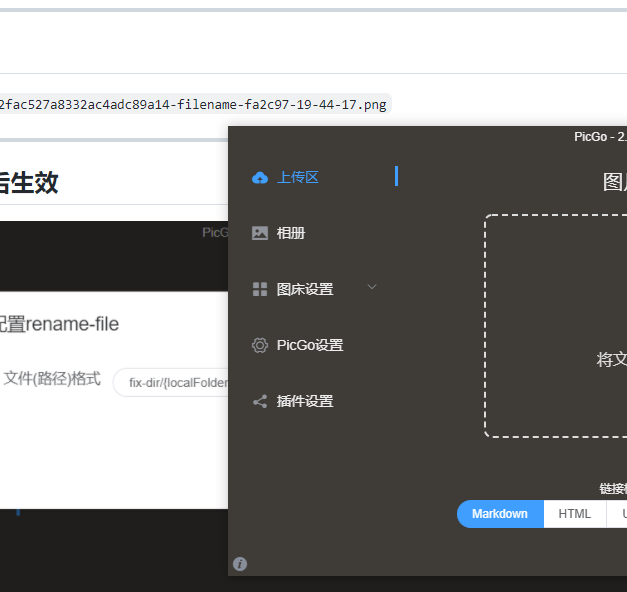 2fac527a8332ac4adc89a14-filename-fa2c97-19-44-17.png
后生效
PicG
配置rename-file
文件(路径)格式
fix-dir/{localFolder
PicGo - 2.
上传区
图
相册
图床设置
PicGo设置
将文
插件设置
链接
Markdown
HTML
U